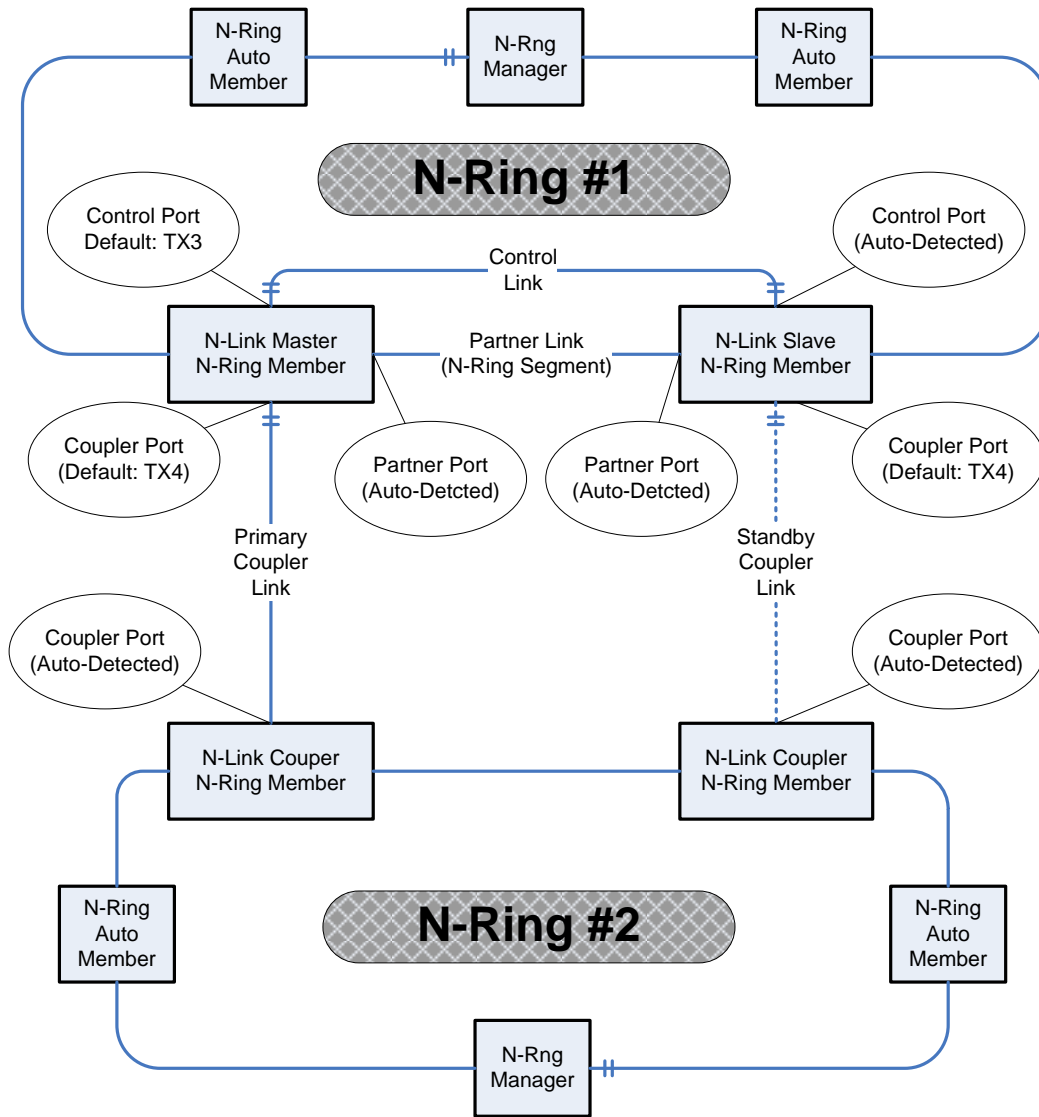 N-Ring
Auto
Member
N-Rng
Manager
N-Ring
Auto
Member
N-Ring #1
Control Port
Default: TX3
Control
Link
Control Port
(Auto-Detected)
N-Link Master
N-Ring Member
Partner Link
(N-Ring Segment)
N-Link Slave
N-Ring Member
Coupler Port
(Default: TX4)
Partner Port
(Auto-Detcted)
Partner Port
(Auto-Detcted)
Coupler Port
(Default: TX4)
Primary
Coupler
Link
Standby
Coupler
Link
Coupler Port
(Auto-Detected)
Coupler Port
(Auto-Detected)
N-Link Couper
N-Ring Member
N-Link Coupler
N-Ring Member
N-Ring
Auto
Member
N-Ring #2
N-Ring
Auto
Member
N-Rng
Manager